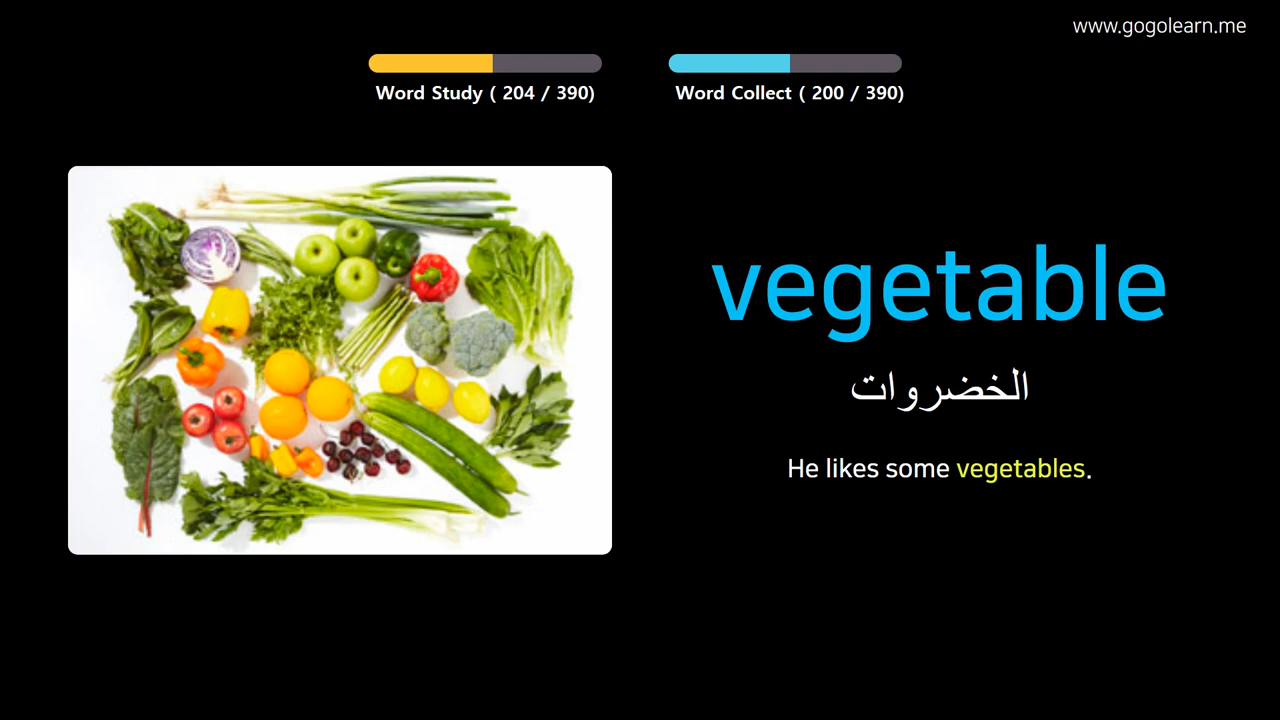 www.gogolearn.me
Word Study ( 204 / 390)
Word Collect ( 200 / 390)
vegetable
الخضروات
He likes some vegetables.